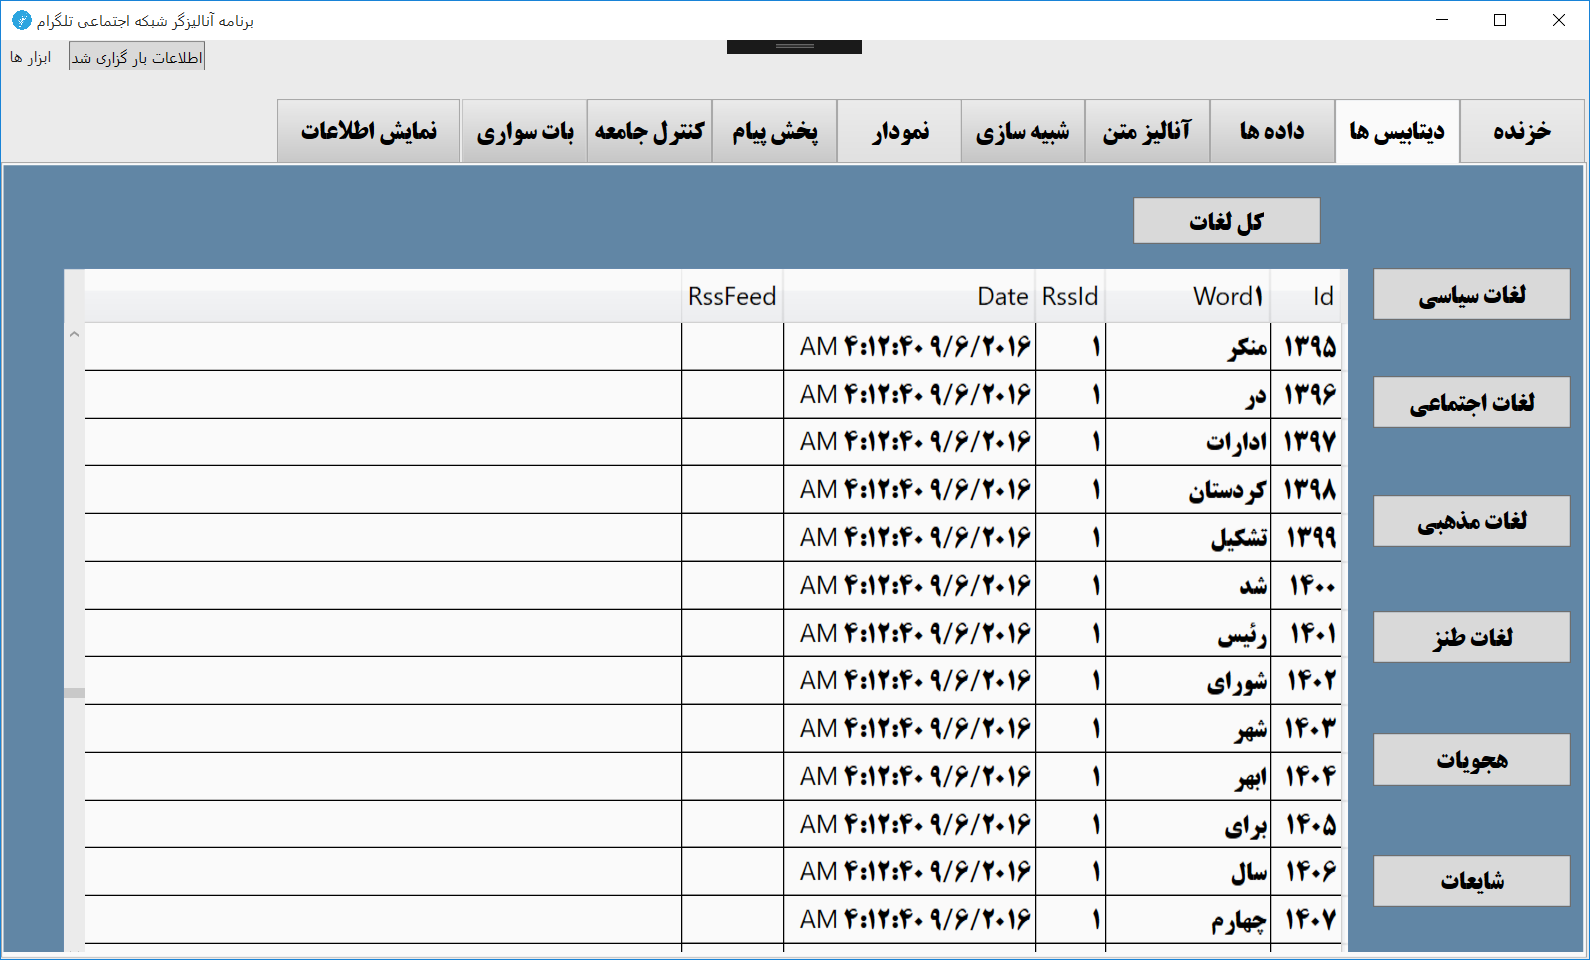 برنامه آنالیزگر شبکه اجتماعی تلگرام
ابزار ها اطلاعات بار گزاری شد
خزنده دیتابیس ها داده ها آنالیز متن شبیه سازی نمودار پخش پیام کنترل جامعه بات سواری نمایش اطلاعات
کل لغات
لغات سیاسی
لغات اجتماعی
لغات مذهبی
لغات طنز
هجویات
شایعات
Id Word۱ RssId Date RssFeed
۱۳۹۵ منکر ۱ ۹/۶/۲۰۱۶ ۴:۱۲:۴۰ AM
۱۳۹۶ در ۱ ۹/۶/۲۰۱۶ ۴:۱۲:۴۰ AM
۱۳۹۷ ادارات ۱ ۹/۶/۲۰۱۶ ۴:۱۲:۴۰ AM
۱۳۹۸ کردستان ۱ ۹/۶/۲۰۱۶ ۴:۱۲:۴۰ AM
۱۳۹۹ تشکیل ۱ ۹/۶/۲۰۱۶ ۴:۱۲:۴۰ AM
۱۴۰۰ شد ۱ ۹/۶/۲۰۱۶ ۴:۱۲:۴۰ AM
۱۴۰۱ رئیس ۱ ۹/۶/۲۰۱۶ ۴:۱۲:۴۰ AM
۱۴۰۲ شورای ۱ ۹/۶/۲۰۱۶ ۴:۱۲:۴۰ AM
۱۴۰۳ شهر ۱ ۹/۶/۲۰۱۶ ۴:۱۲:۴۰ AM
۱۴۰۴ ابهر ۱ ۹/۶/۲۰۱۶ ۴:۱۲:۴۰ AM
۱۴۰۵ برای ۱ ۹/۶/۲۰۱۶ ۴:۱۲:۴۰ AM
۱۴۰۶ سال ۱ ۹/۶/۲۰۱۶ ۴:۱۲:۴۰ AM
۱۴۰۷ چهارم ۱ ۹/۶/۲۰۱۶ ۴:۱۲:۴۰ AM